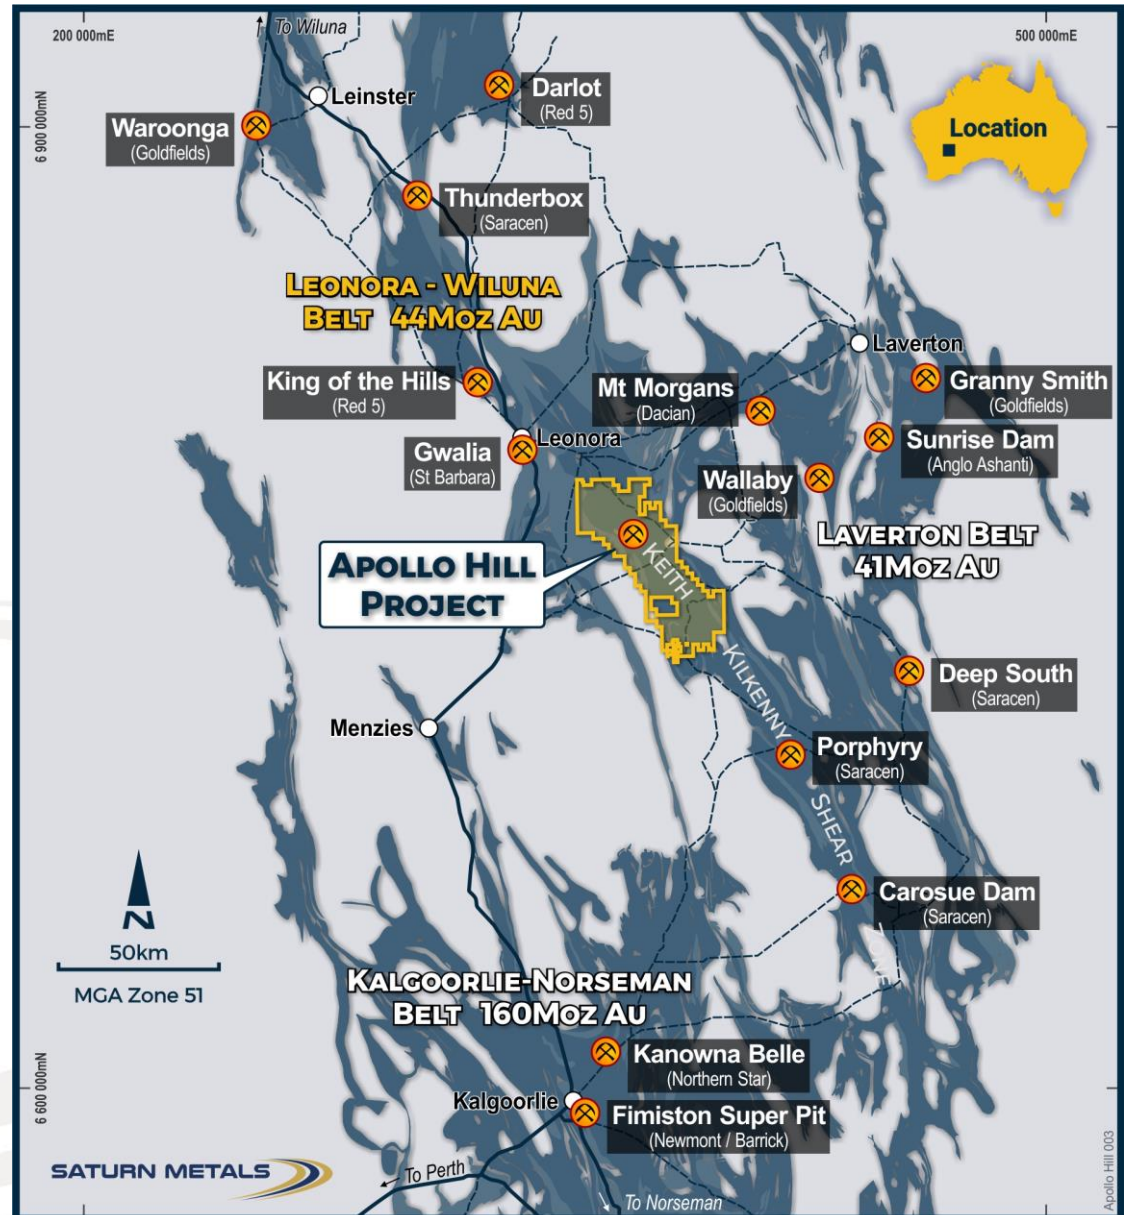 200 000mE
To Wiluna
500 000mE
6 900 000mN
Leinster
Darlot
(Red 5)
Waroonga
(Goldfields)
Location
Thunderbox
(Saracen)
LEONORA - WILUNA
BELT 44MOZ AU
Laverton
King of the Hills
(Red 5)
Mt Morgans
(Dacian)
Granny Smith
(Goldfields)
Leonora
Gwalia
(St Barbara)
Sunrise Dam
(Anglo Ashanti)
Wallaby
(Goldfields)
LAVERTON BELT
41MOZ AU
APOLLO HILL
PROJECT
KEITH
KILKENNY
SHEAR
ZONE
Deep South
(Saracen)
Menzies
Porphyry
(Saracen)
Carosue Dam
(Saracen)
N
50km
MGA Zone 51
KALGOORLIE-NORSEMAN
BELT 160MOZ AU
Kanowna Belle
(Northern Star)
6 600 000mN
Kalgoorlie
Fimiston Super Pit
(Newmont / Barrick)
SATURN METALS
To Perth
To Norseman
Apollo Hill 003